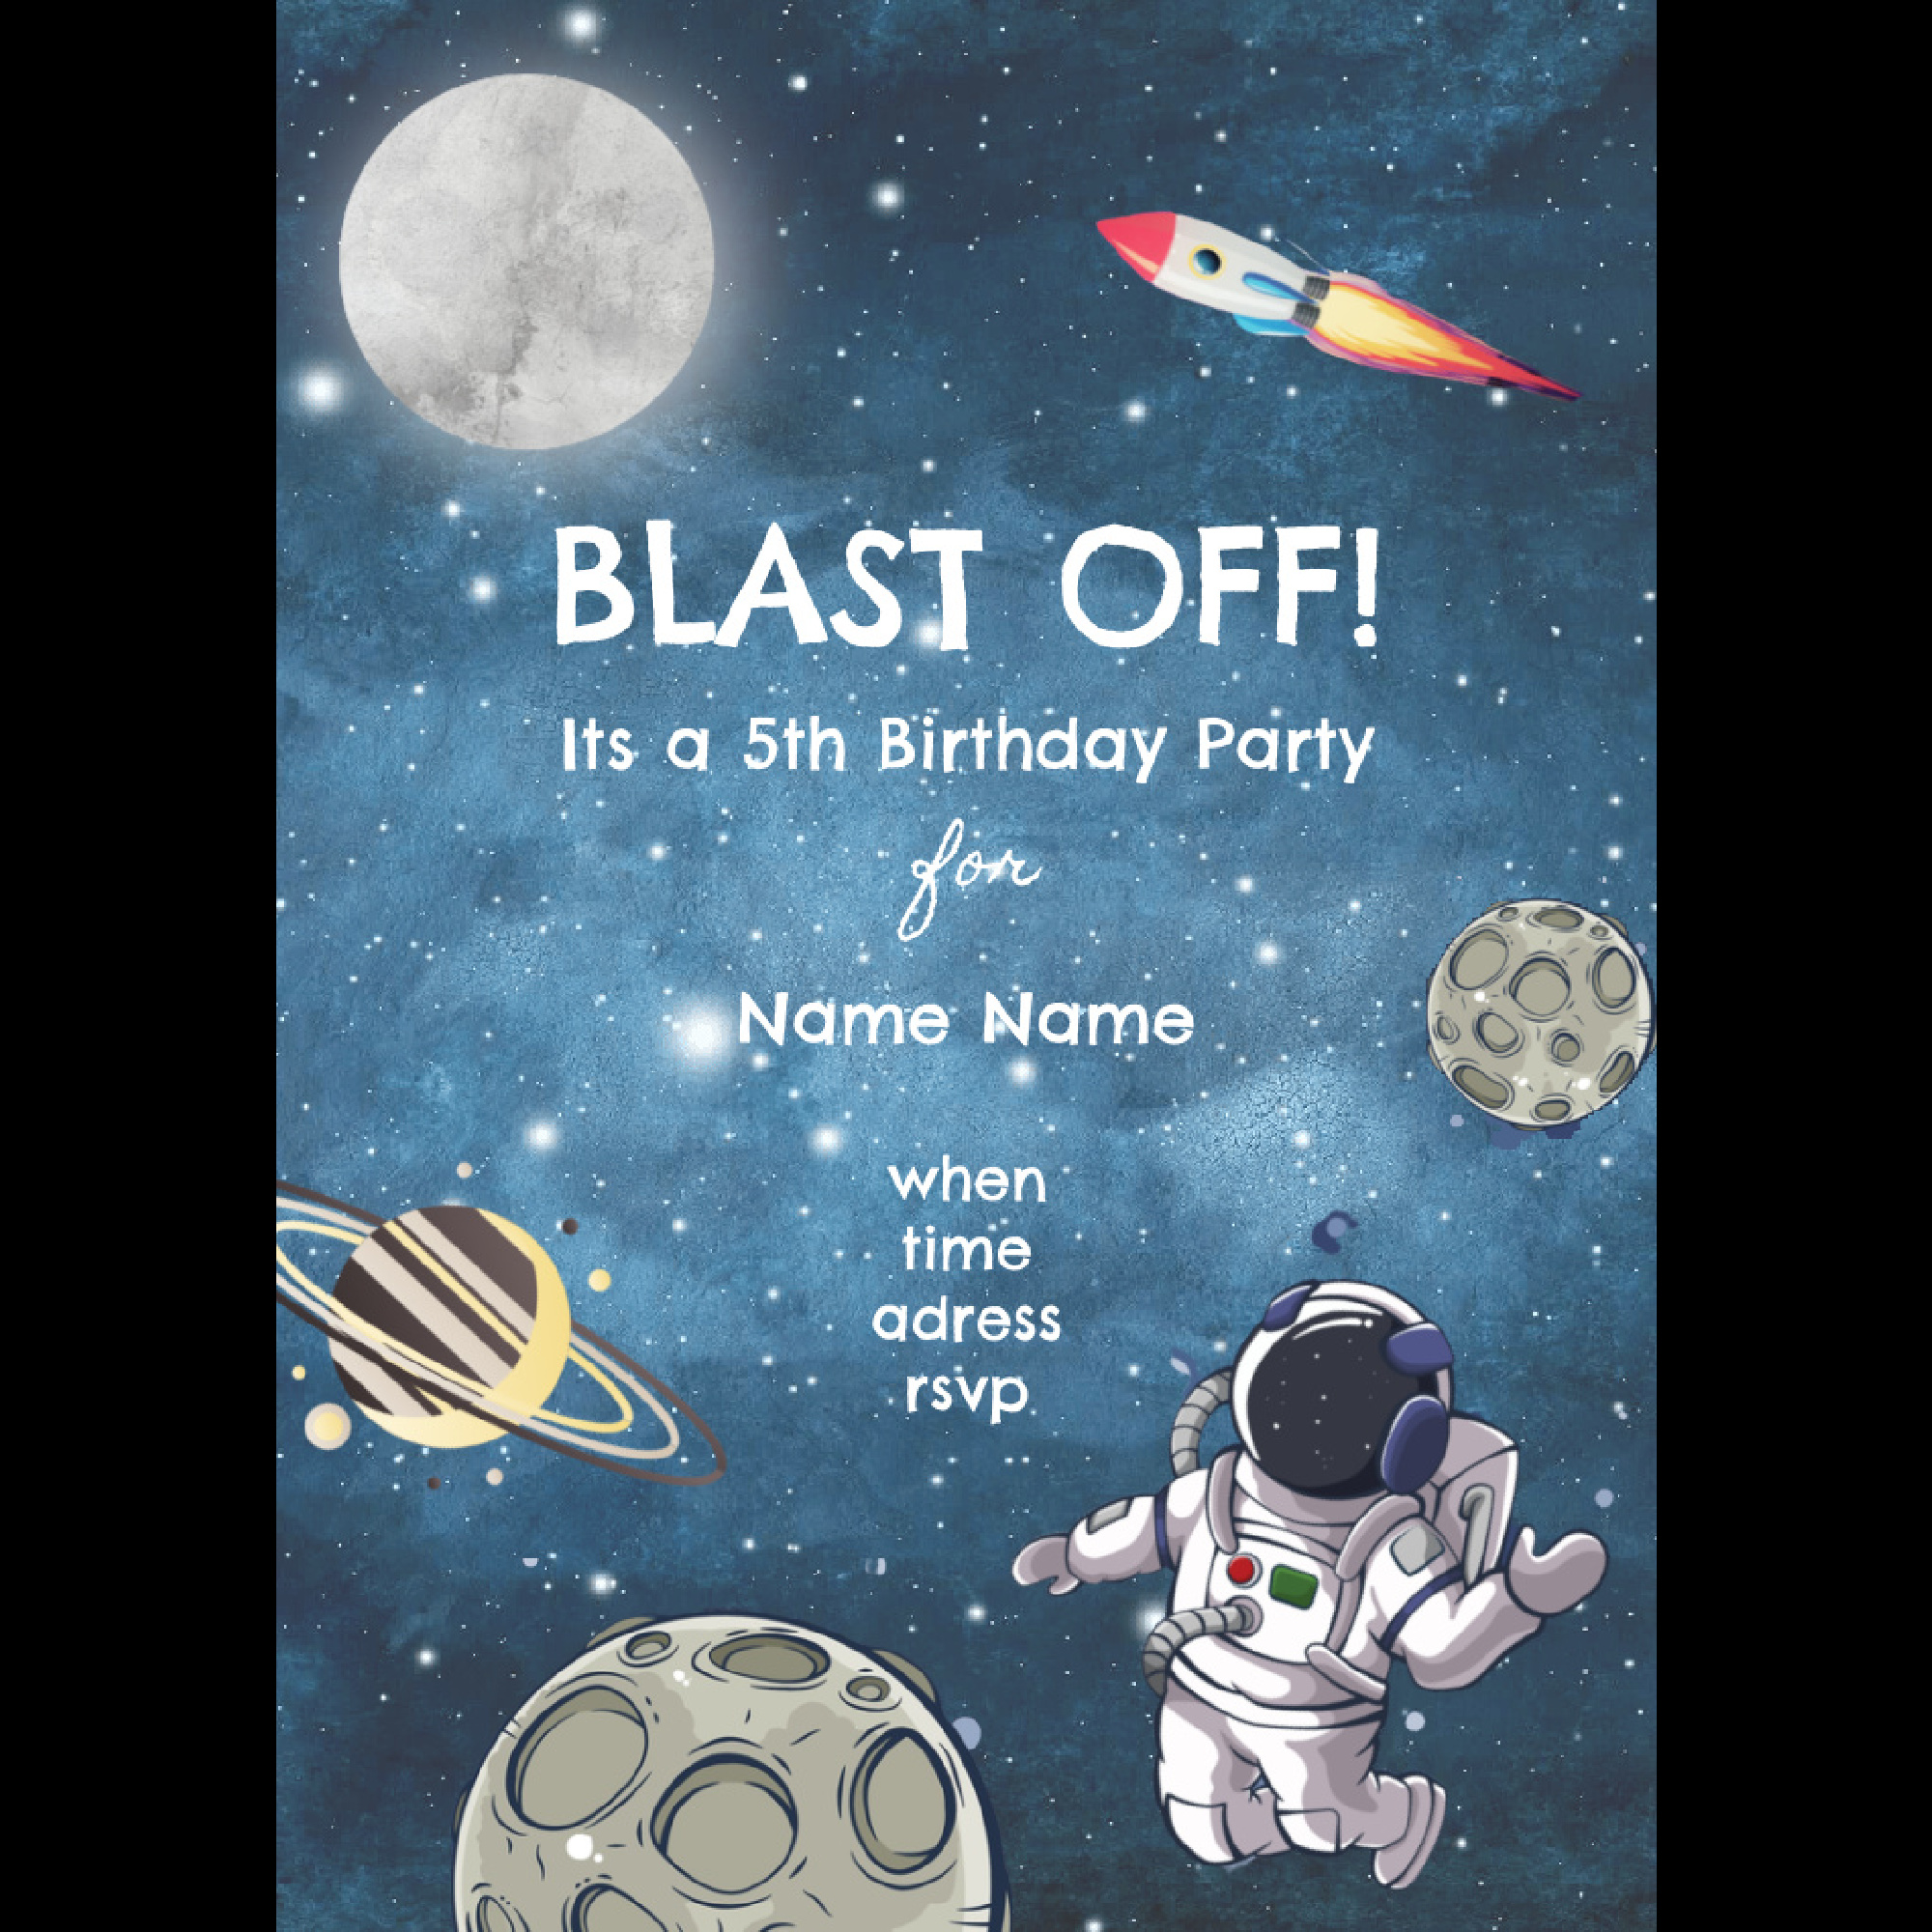 BLAST OFF!
Its a 5th Birthday Party
for
Name Name
when
time
adress
rsvp